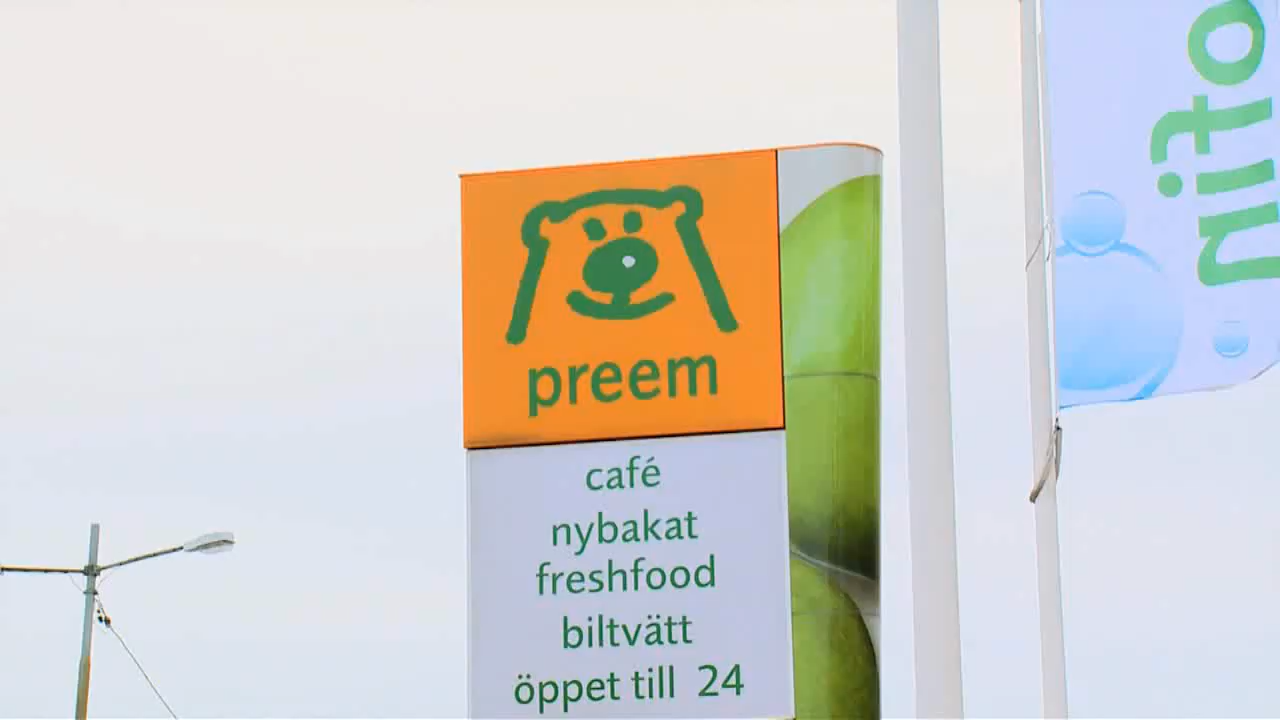 preem
café
nybakat
freshfood
biltvätt
öppet till 24